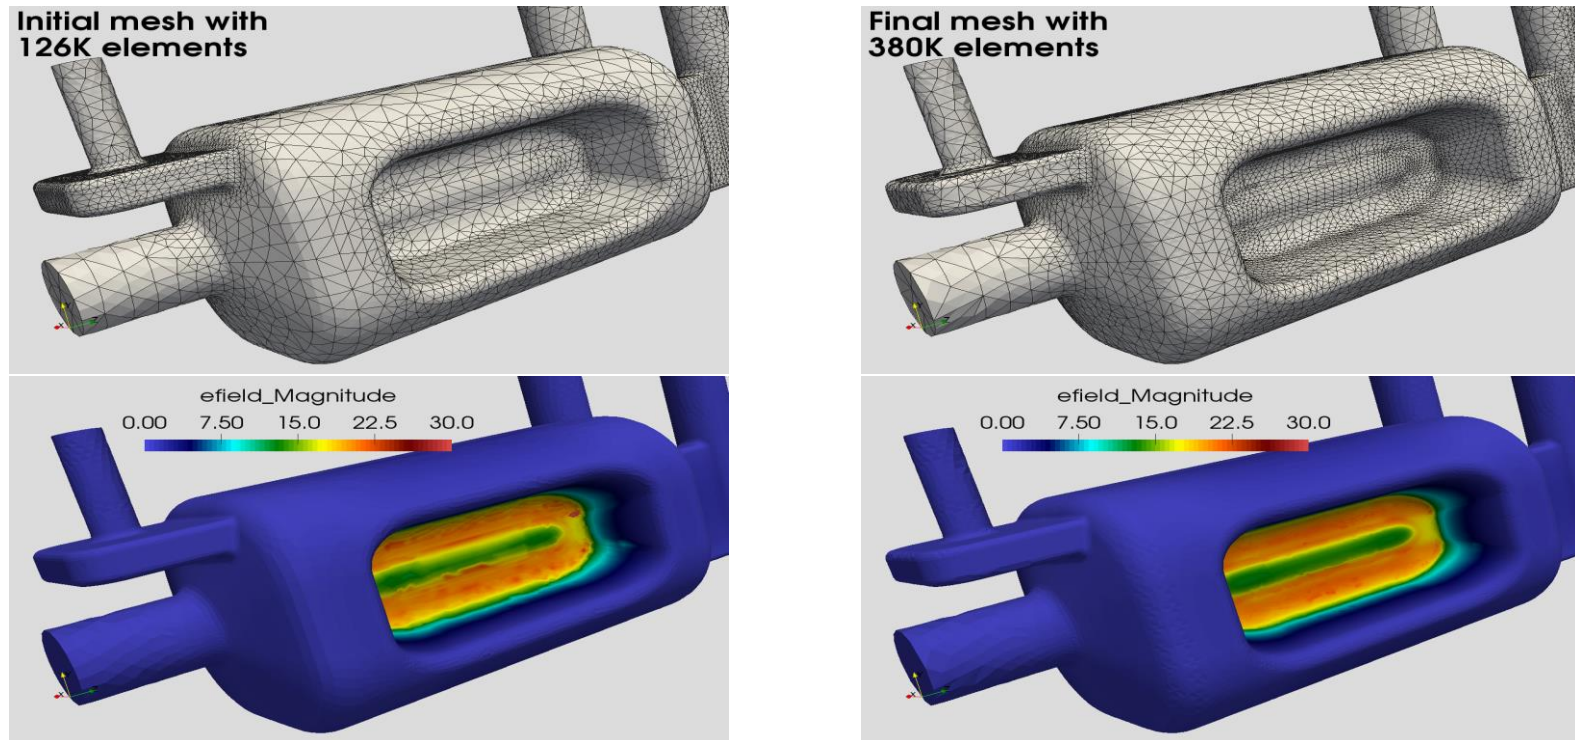 Initial mesh with
126K elements
Final mesh with
380K elements
efield_Magnitude
0.00 7.50 15.0 22.5 30.0
efield_Magnitude
0.00 7.50 15.0 22.5 30.0